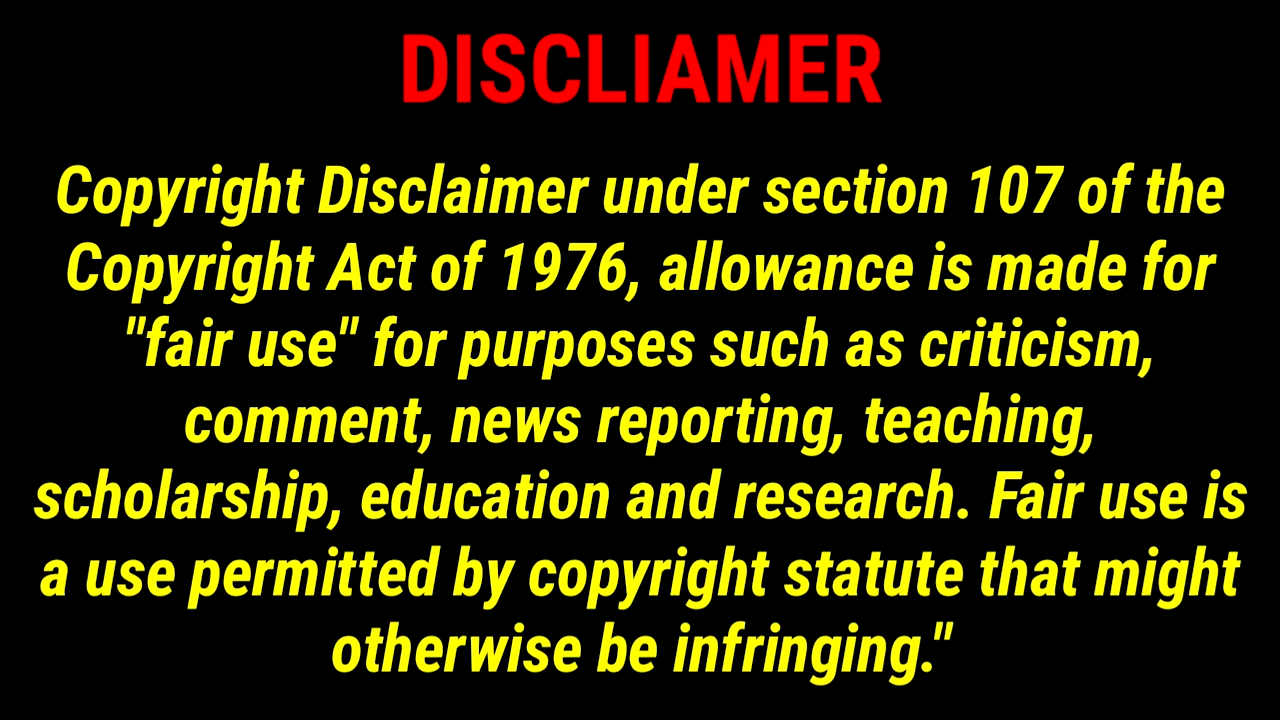 DISCLIAMER
Copyright Disclaimer under section 107 of the
Copyright Act of 1976, allowance is made for
"fair use" for purposes such as criticism,
comment, news reporting, teaching,
scholarship, education and research. Fair use is
a use permitted by copyright statute that might
otherwise be infringing."